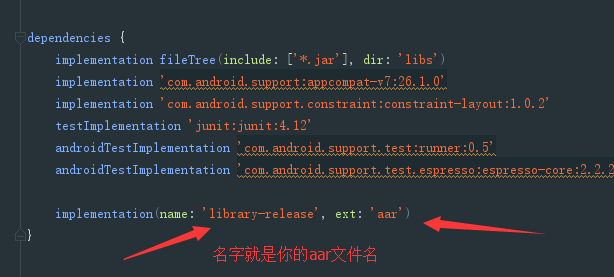 dependencies {
implementation fileTree(include: ['*.jar'], dir: 'libs')
implementation 'com.android.support:appcompat-v7:26.1.0'
implementation 'com.android.support.constraint:constraint-layout:1.0.2'
testImplementation 'junit:junit:4.12'
androidTestImplementation 'com.android.support.test:runner:0.5'
androidTestImplementation 'com.android.support.test.espresso:espresso-core:2.2.2
implementation(name: 'library-release', ext: 'aar')
}
名字就是你的aar文件名